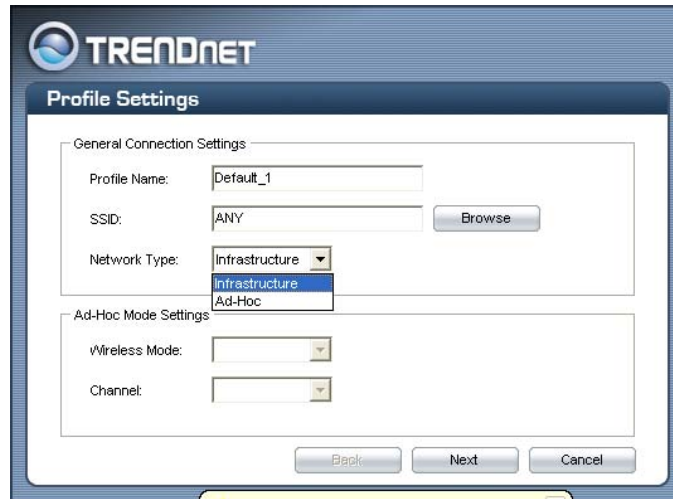 TRENDNET
Profile Settings
General Connection Settings
Profile Name: Default_1
SSID: ANY Browse
Network Type: Infrastructure
Infrastructure
Ad-Hoc
Ad-Hoc Mode Settings
Wireless Mode:
Channel:
Back Next Cancel